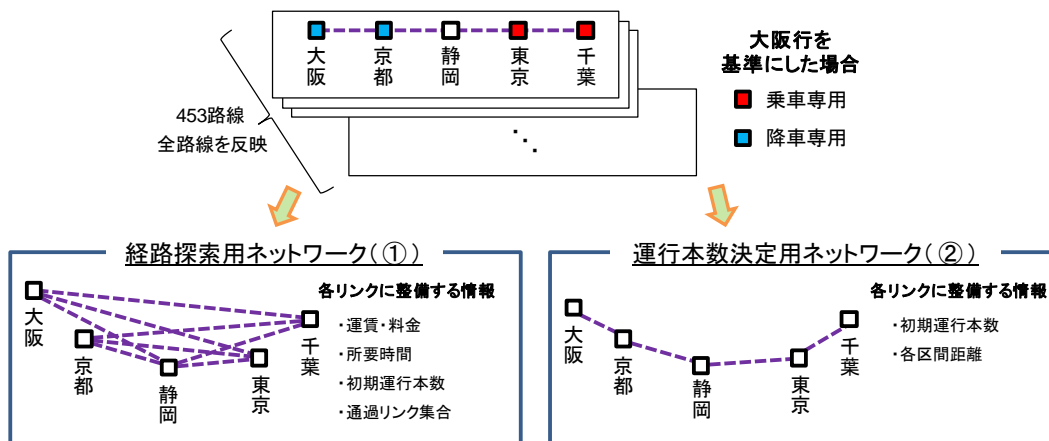 大阪
京都
静岡
東京
千葉
大阪行を
基準にした場合
乗車専用
降車専用
453路線
全路線を反映
経路探索用ネットワーク(①)
各リンクに整備する情報
・運賃・料金
・所要時間
・初期運行本数
・通過リンク集合
大阪
京都
静岡
東京
千葉
運行本数決定用ネットワーク(②)
各リンクに整備する情報
・初期運行本数
・各区間距離
大阪
京都
静岡
東京
千葉